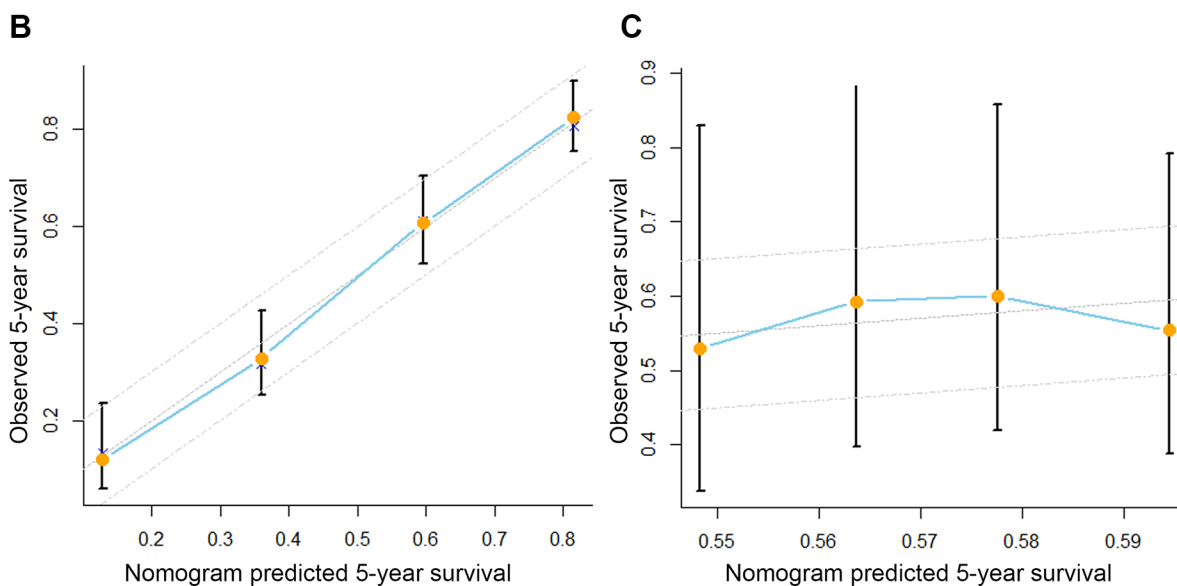 B
Observed 5-year survival
0.8
0.6
0.4
0.2
0.2 0.3 0.4 0.5 0.6 0.7 0.8
Nomogram predicted 5-year survival
C
Observed 5-year survival
0.9
0.8
0.7
0.6
0.5
0.4
0.55 0.56 0.57 0.58 0.59
Nomogram predicted 5-year survival